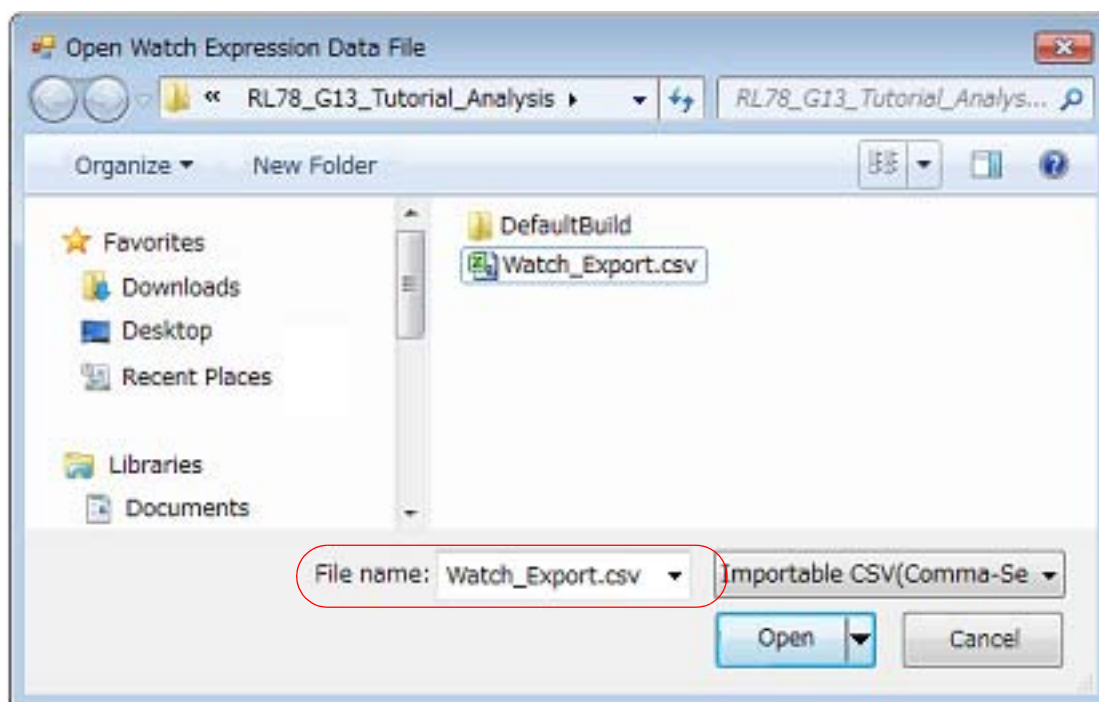 Open Watch Expression Data File
« RL78_G13_Tutorial_Analysis
RL78_G13_Tutorial_Analys...
Organize
New Folder
Favorites
Downloads
Desktop
Recent Places
Libraries
Documents
DefaultBuild
Watch_Export.csv
File name: Watch_Export.csv
Importable CSV(Comma-Se
Open
Cancel